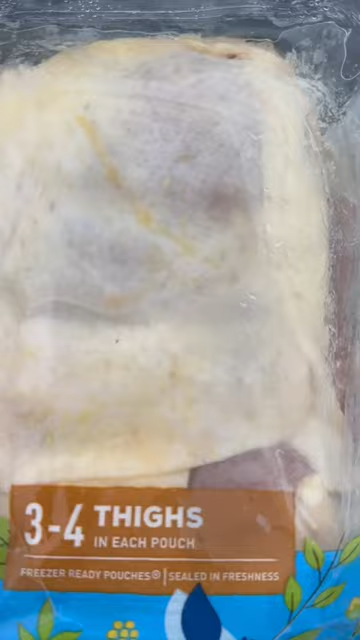 3-4 THIGHS
IN EACH POUCH
FREEZER READY POUCHES® | SEALED IN FRESHNESS